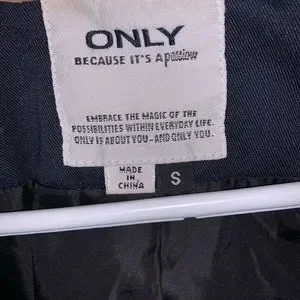 ONLY
BECAUSE IT'S A passion
EMBRACE THE MAGIC OF THE
POSSIBILITIES WITHIN EVERYDAY LIFE.
ONLY IS ABOUT YOU-AND ONLY YOU.
MADE IN CHINA
S